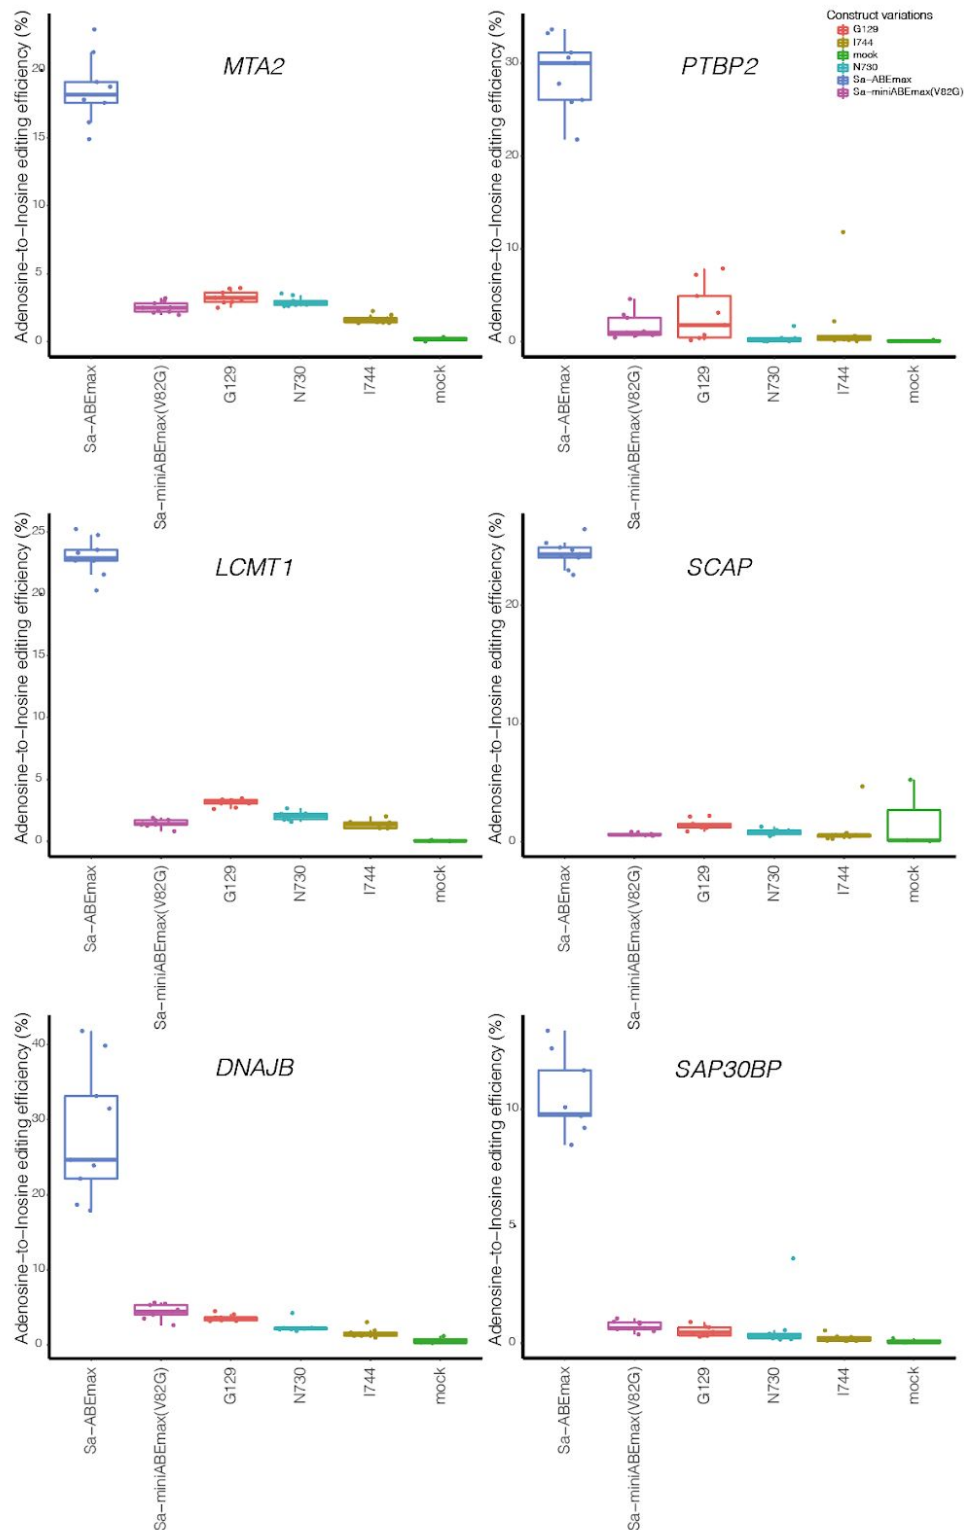 Construct variations
G129
I744
mock
N730
Sa-ABEmax
Sa-miniABEmax(V82G)
MTA2
Adenosine-to-Inosine editing efficiency (%)
20
15
10
5
0
Sa-ABEmax
Sa-miniABEmax(V82G)
G129
N730
I744
mock
PTBP2
Adenosine-to-Inosine editing efficiency (%)
30
20
10
0
Sa-ABEmax
Sa-miniABEmax(V82G)
G129
N730
I744
mock
LCMT1
Adenosine-to-Inosine editing efficiency (%)
25
20
15
10
5
0
Sa-ABEmax
Sa-miniABEmax(V82G)
G129
N730
I744
mock
SCAP
Adenosine-to-Inosine editing efficiency (%)
20
10
0
Sa-ABEmax
Sa-miniABEmax(V82G)
G129
N730
I744
mock
DNAJB
Adenosine-to-Inosine editing efficiency (%)
40
30
20
10
0
Sa-ABEmax
Sa-miniABEmax(V82G)
G129
N730
I744
mock
SAP30BP
Adenosine-to-Inosine editing efficiency (%)
10
5
0
Sa-ABEmax
Sa-miniABEmax(V82G)
G129
N730
I744
mock